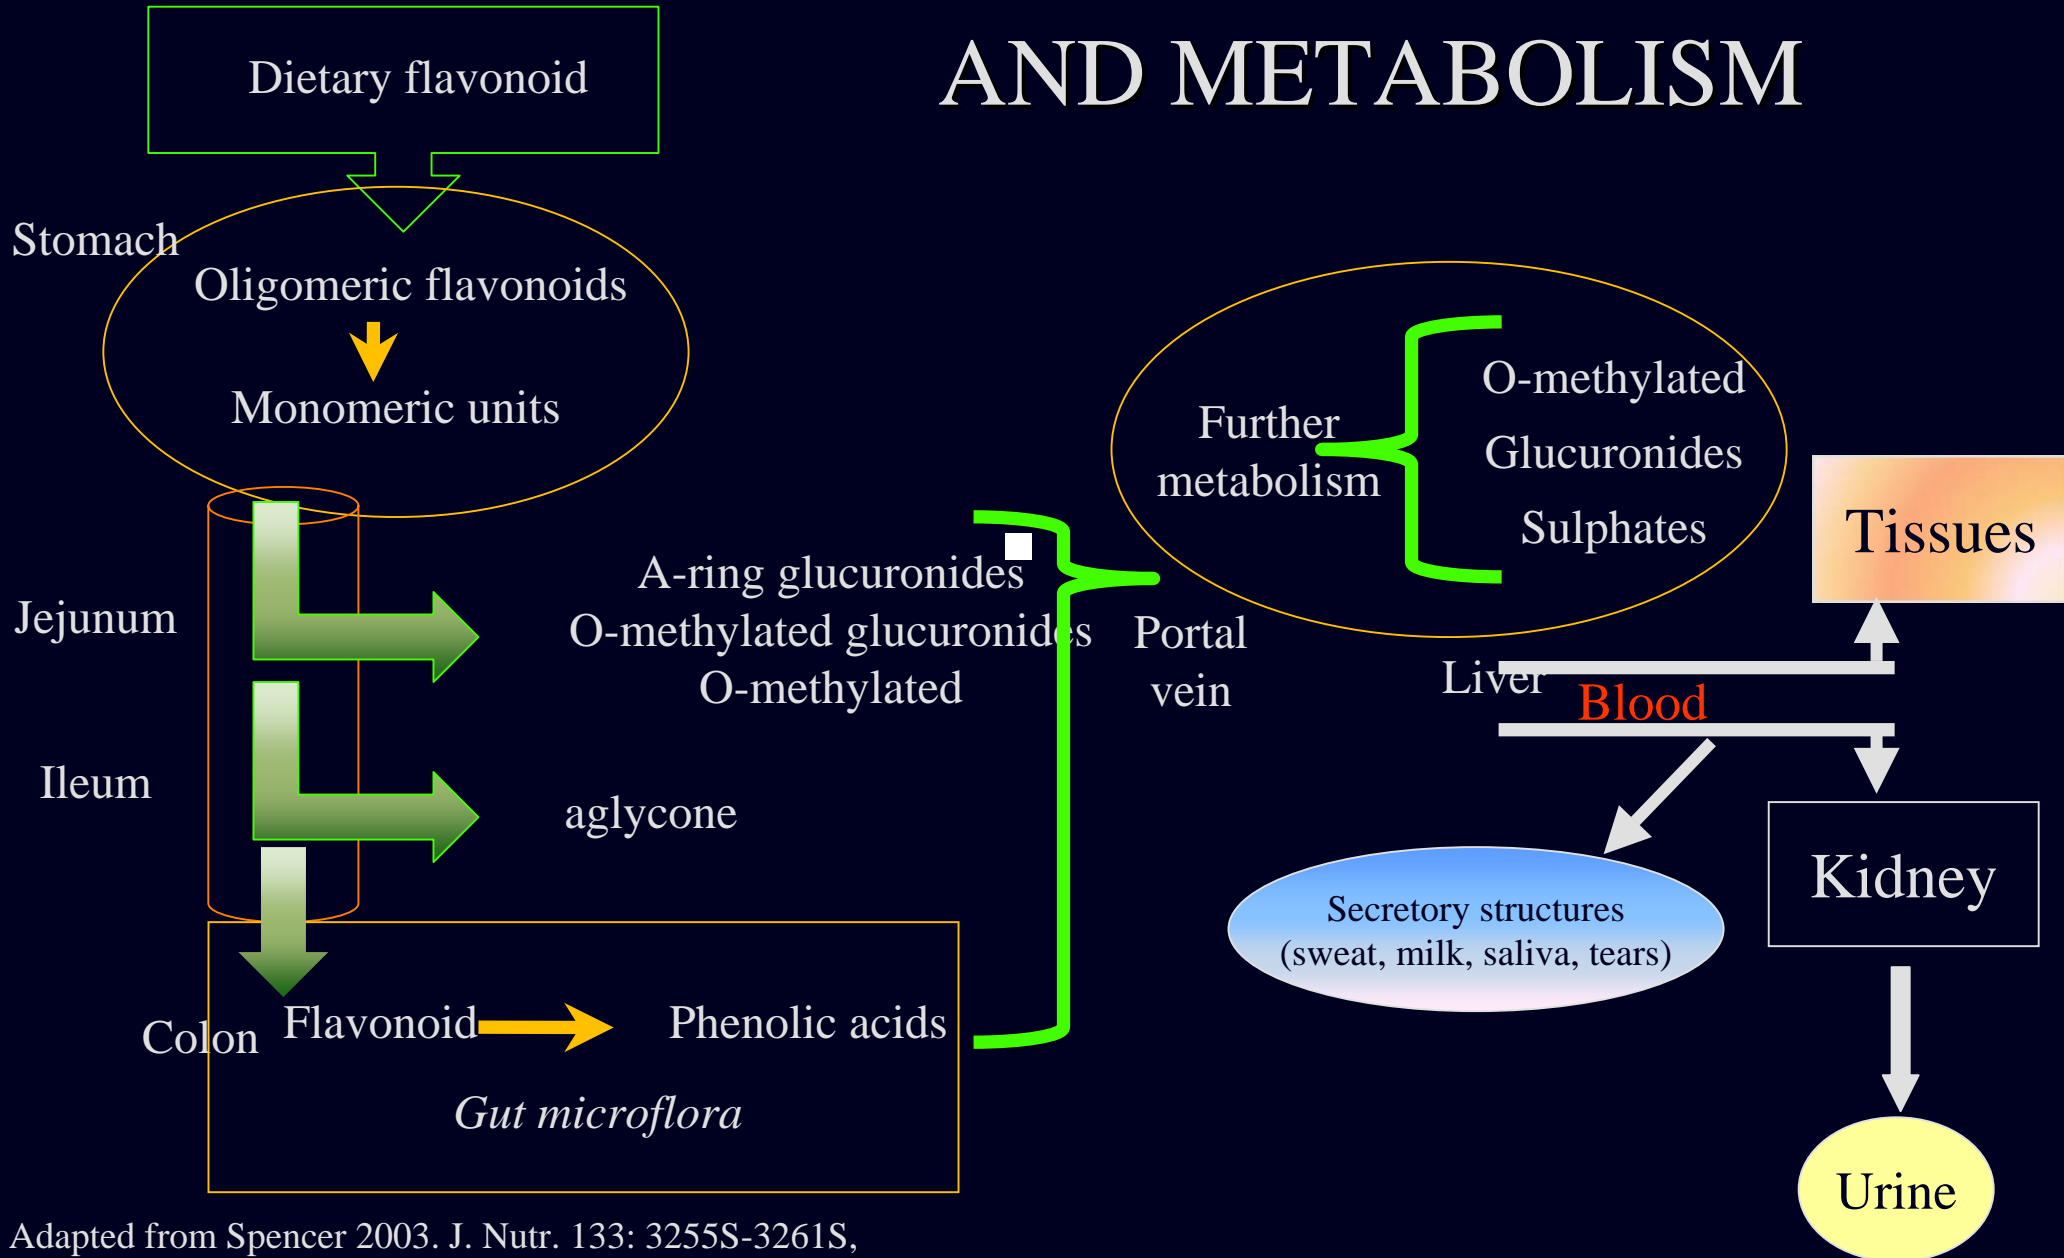 AND METABOLISM
Dietary flavonoid
Stomach
Oligomeric flavonoids
Monomeric units
Jejunum
A-ring glucuronides
O-methylated glucuronides
O-methylated
Ileum
aglycone
Colon
Flavonoid
Phenolic acids
Gut microflora
Portal
vein
Further
metabolism
O-methylated
Glucuronides
Sulphates
Liver
Blood
Tissues
Secretory structures
(sweat, milk, saliva, tears)
Kidney
Urine
Adapted from Spencer 2003. J. Nutr. 133: 3255S-3261S,